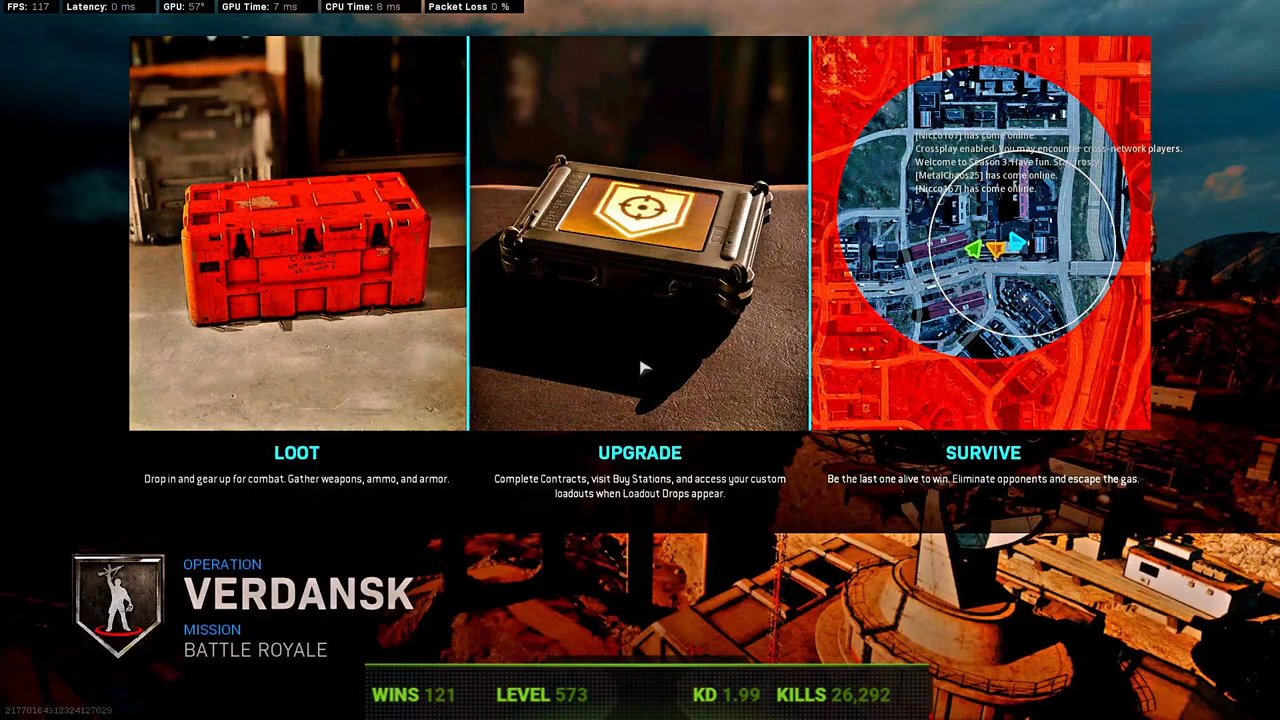 FPS: 117 Latency: 0 ms GPU: 57° GPU Time: 7 ms CPU Time: 8 ms Packet Loss 0 %
[Nicco167] has come online.
Crossplay enabled. You may encounter cross-network players.
Welcome to Season 3. Have fun. Stay frosty.
[MetalChaos25] has come online.
[Nicco167] has come online.
LOOT
Drop in and gear up for combat. Gather weapons, ammo, and armor.
UPGRADE
Complete Contracts, visit Buy Stations, and access your custom
loadouts when Loadout Drops appear.
SURVIVE
Be the last one alive to win. Eliminate opponents and escape the gas.
OPERATION
VERDANSK
MISSION
BATTLE ROYALE
WINS 121 LEVEL 573 KD 1.99 KILLS 26,292